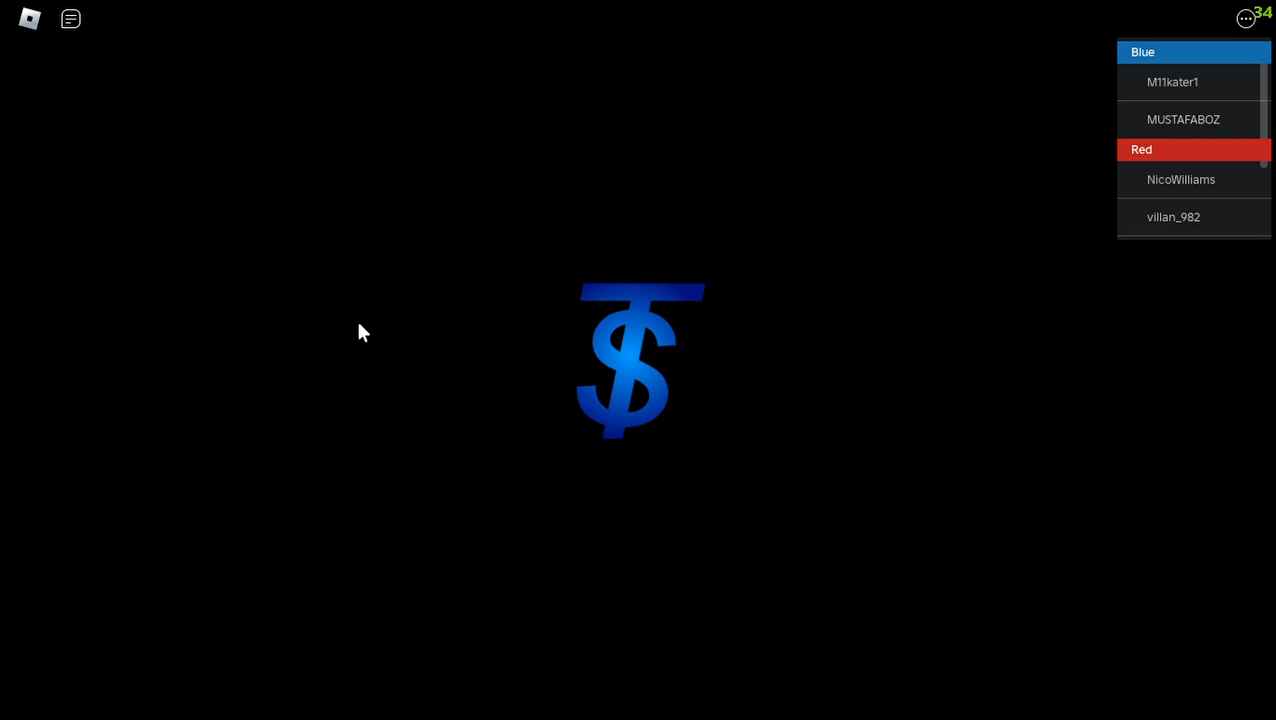 34
Blue
M11kater1
MUSTAFABOZ
Red
NicoWilliams
villan_982